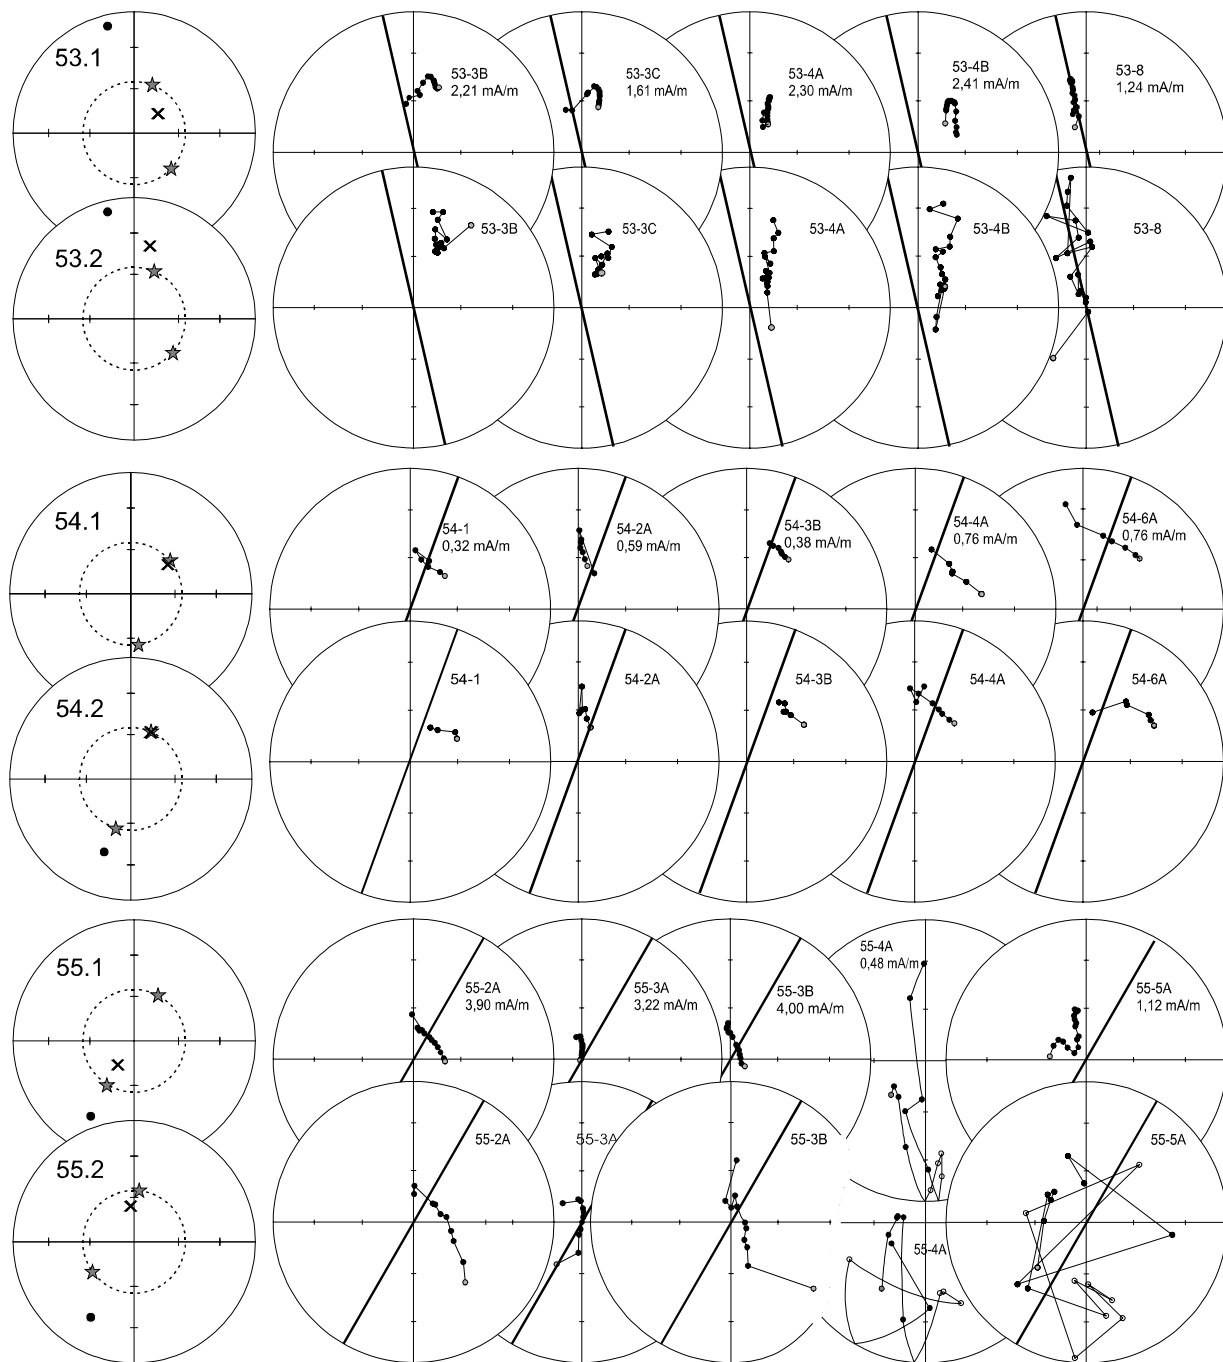 53.1
53-3B
2,21 mA/m
53-3C
1,61 mA/m
53-4A
2,30 mA/m
53-4B
2,41 mA/m
53-8
1,24 mA/m
53.2
53-3B
53-3C
53-4A
53-4B
53-8
54.1
54-1
0,32 mA/m
54-2A
0,59 mA/m
54-3B
0,38 mA/m
54-4A
0,76 mA/m
54-6A
0,76 mA/m
54.2
54-1
54-2A
54-3B
54-4A
54-6A
55.1
55-2A
3,90 mA/m
55-3A
3,22 mA/m
55-3B
4,00 mA/m
55-4A
0,48 mA/m
55-5A
1,12 mA/m
55.2
55-2A
55-3A
55-3B
55-4A
55-5A